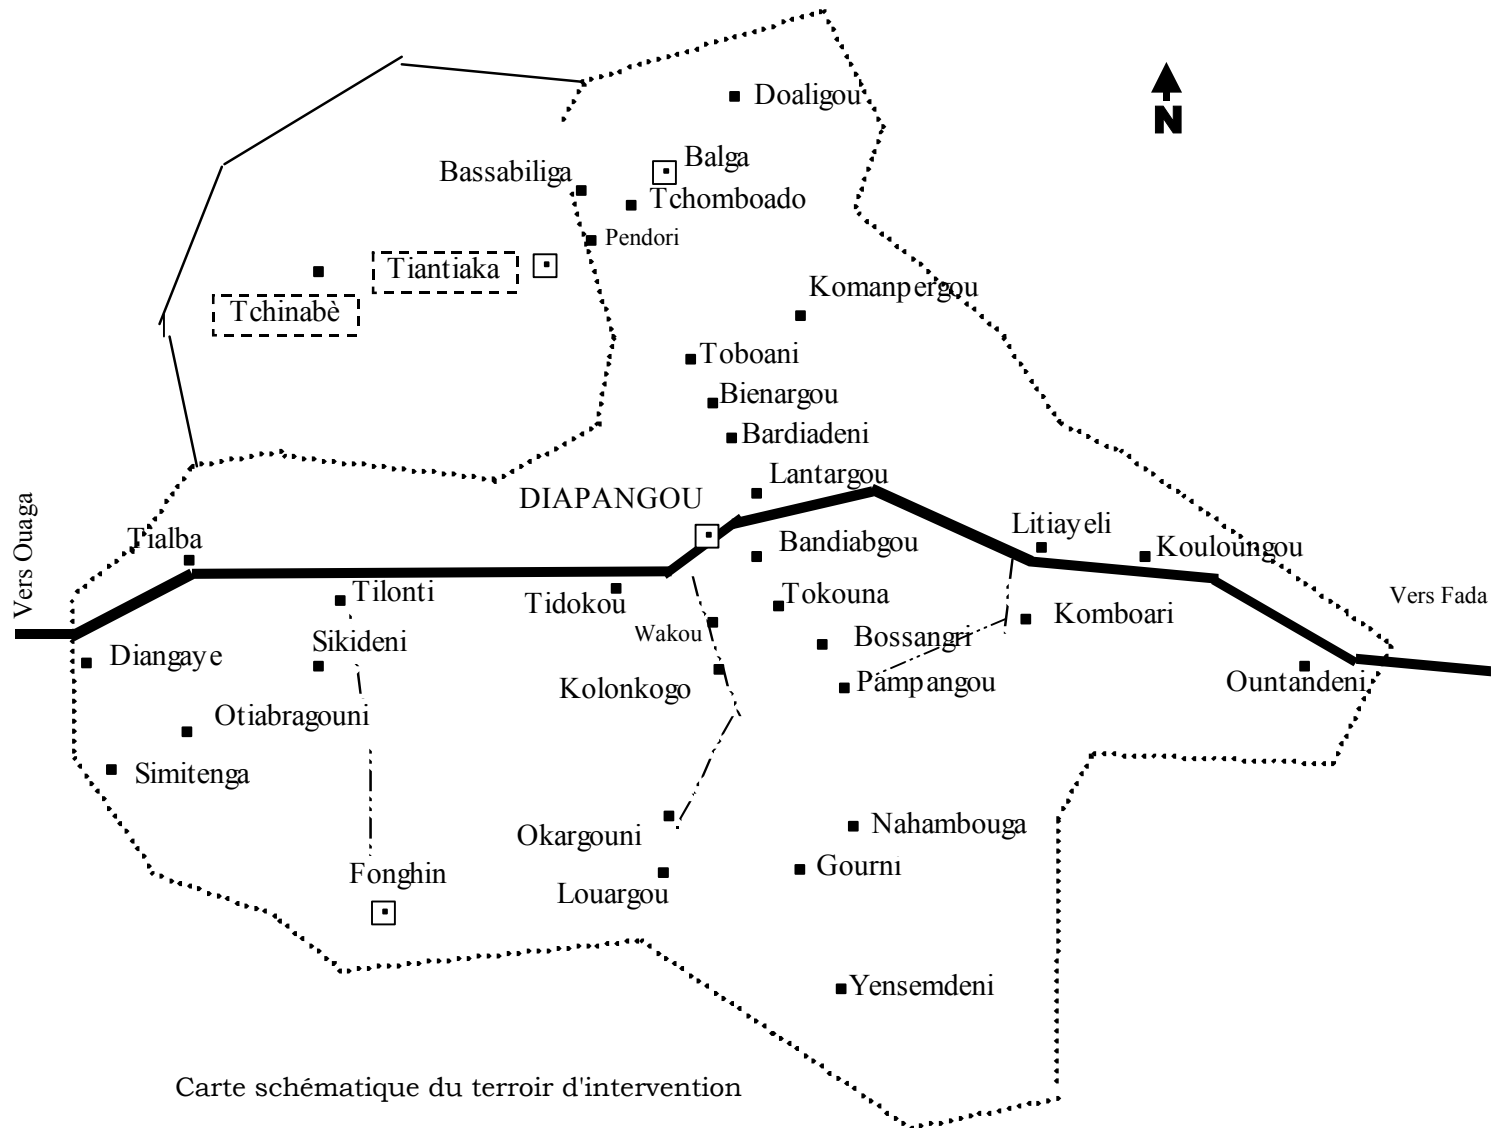 Doaligou
N
Balga
Bassabiliga
Tchomboado
Pendori
Tiantiaka
Komanpergou
Tchinabè
Toboani
Bienargou
Bardiadeni
Lantargou
DIAPANGOU
Vers Ouaga
Tialba
Bandiabgou
Litiayeli
Kouloungou
Tilonti
Tidokou
Tokouna
Vers Fada
Komboari
Wakou
Bossangri
Sikideni
Diangaye
Kolonkogo
Pampangou
Ountandeni
Otiabragouni
Simitenga
Okargouni
Nahambouga
Fonghin
Gourni
Louargou
Yensemdeni
Carte schématique du terroir d'intervention